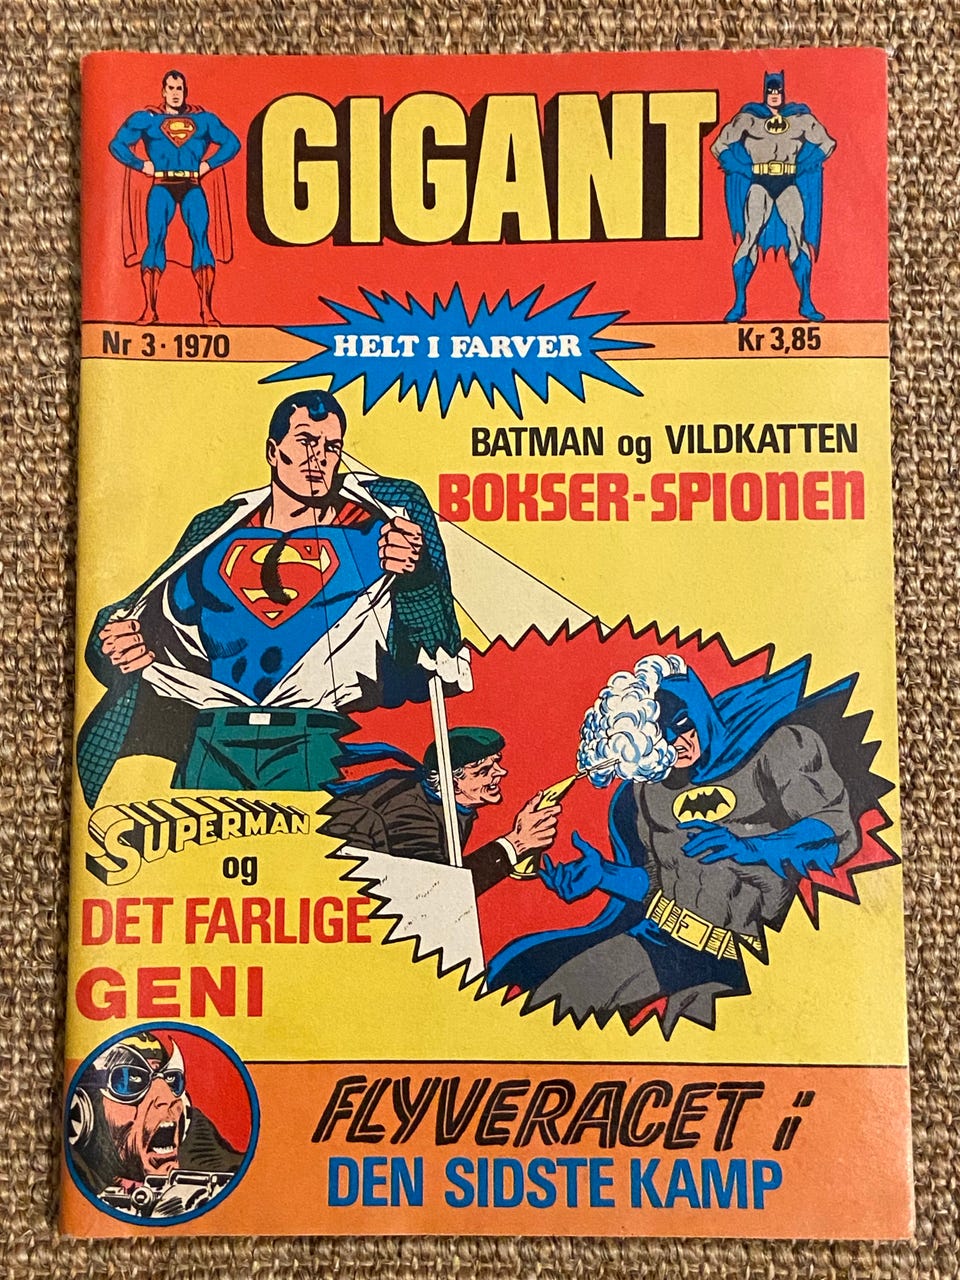 GIGANT
Nr 3 · 1970
HELT I FARVER
Kr 3,85
BATMAN og VILDKATTEN
BOKSER-SPIONEN
SUPERMAN
og
DET FARLIGE
GENI
FLYVERACET i
DEN SIDSTE KAMP